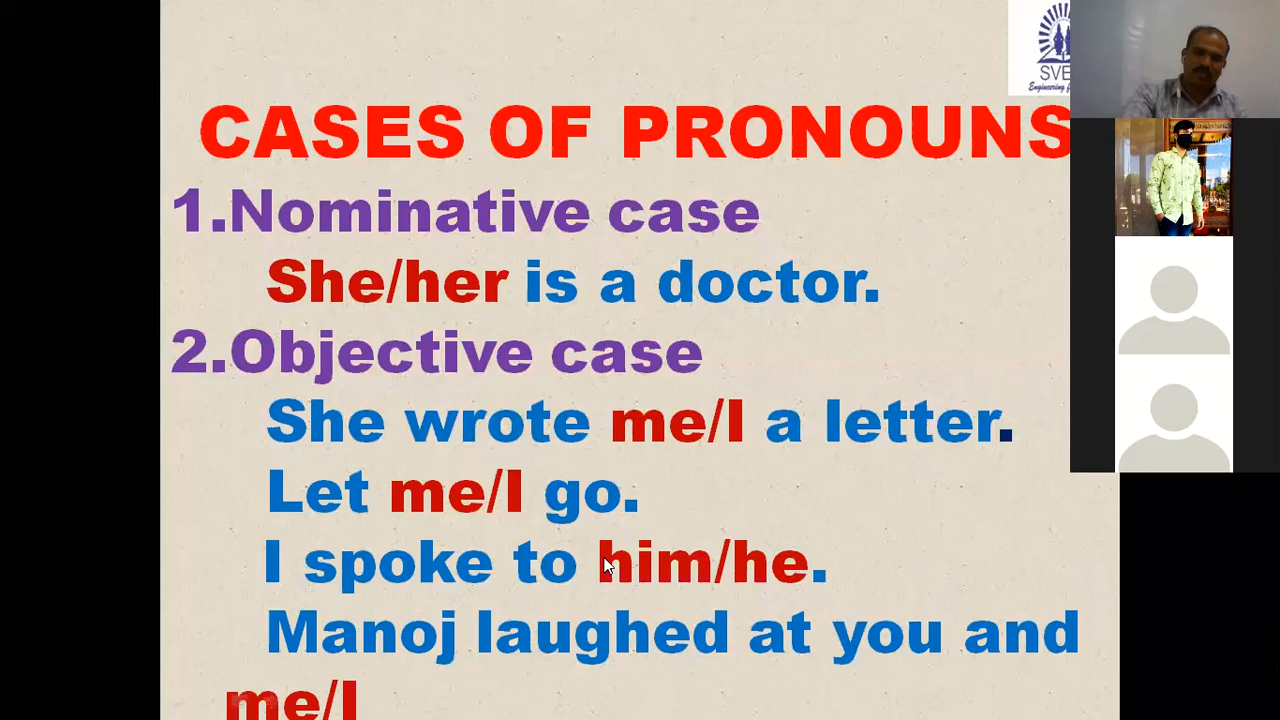 SVE
Engineering
CASES OF PRONOUNS
1.Nominative case
She/her is a doctor.
2.Objective case
She wrote me/I a letter.
Let me/I go.
I spoke to him/he.
Manoj laughed at you and
me/I